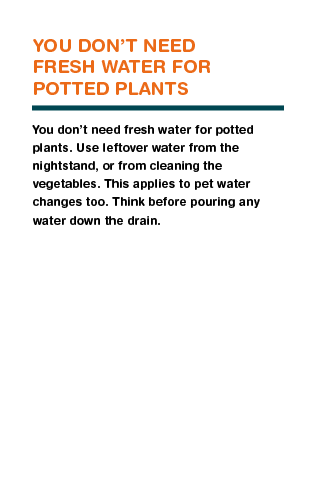 YOU DON’T NEED
FRESH WATER FOR
POTTED PLANTS
You don’t need fresh water for potted
plants. Use leftover water from the
nightstand, or from cleaning the
vegetables. This applies to pet water
changes too. Think before pouring any
water down the drain.